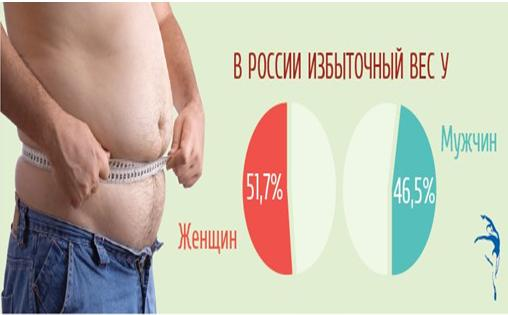 В РОССИИ ИЗБЫТОЧНЫЙ ВЕС У
51,7%
Женщин
46,5%
Мужчин